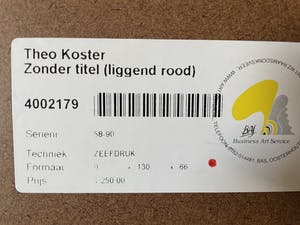 Theo Koster
Zonder titel (liggend rood)
4002179
Serienr 58-90
Techniek ZEEFDRUK
Formaat 0 x 130 x 66
Prijs 250.00
BAS
Business Art Service